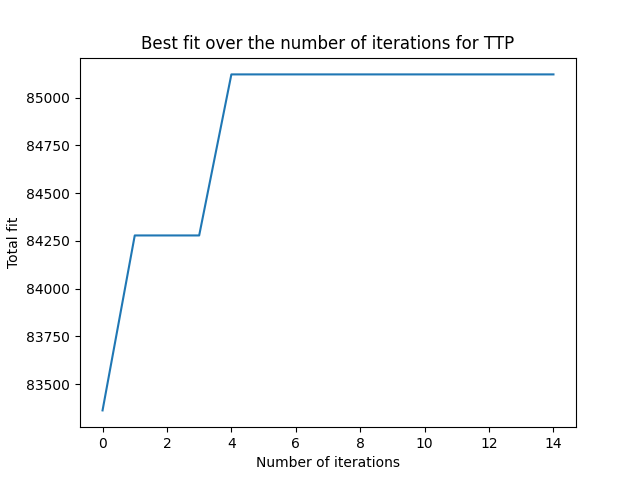 Best fit over the number of iterations for TTP
85000
84750
84500
84250
84000
83750
83500
Total fit
0 2 4 6 8 10 12 14
Number of iterations